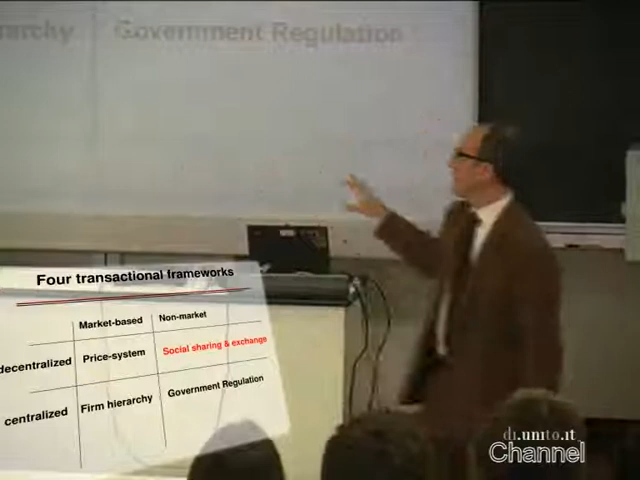 Government Regulation
Four transactional frameworks
Market-based Non-market
decentralized Price-system Social sharing & exchange
centralized Firm hierarchy Government Regulation
di.unito.it
Channel